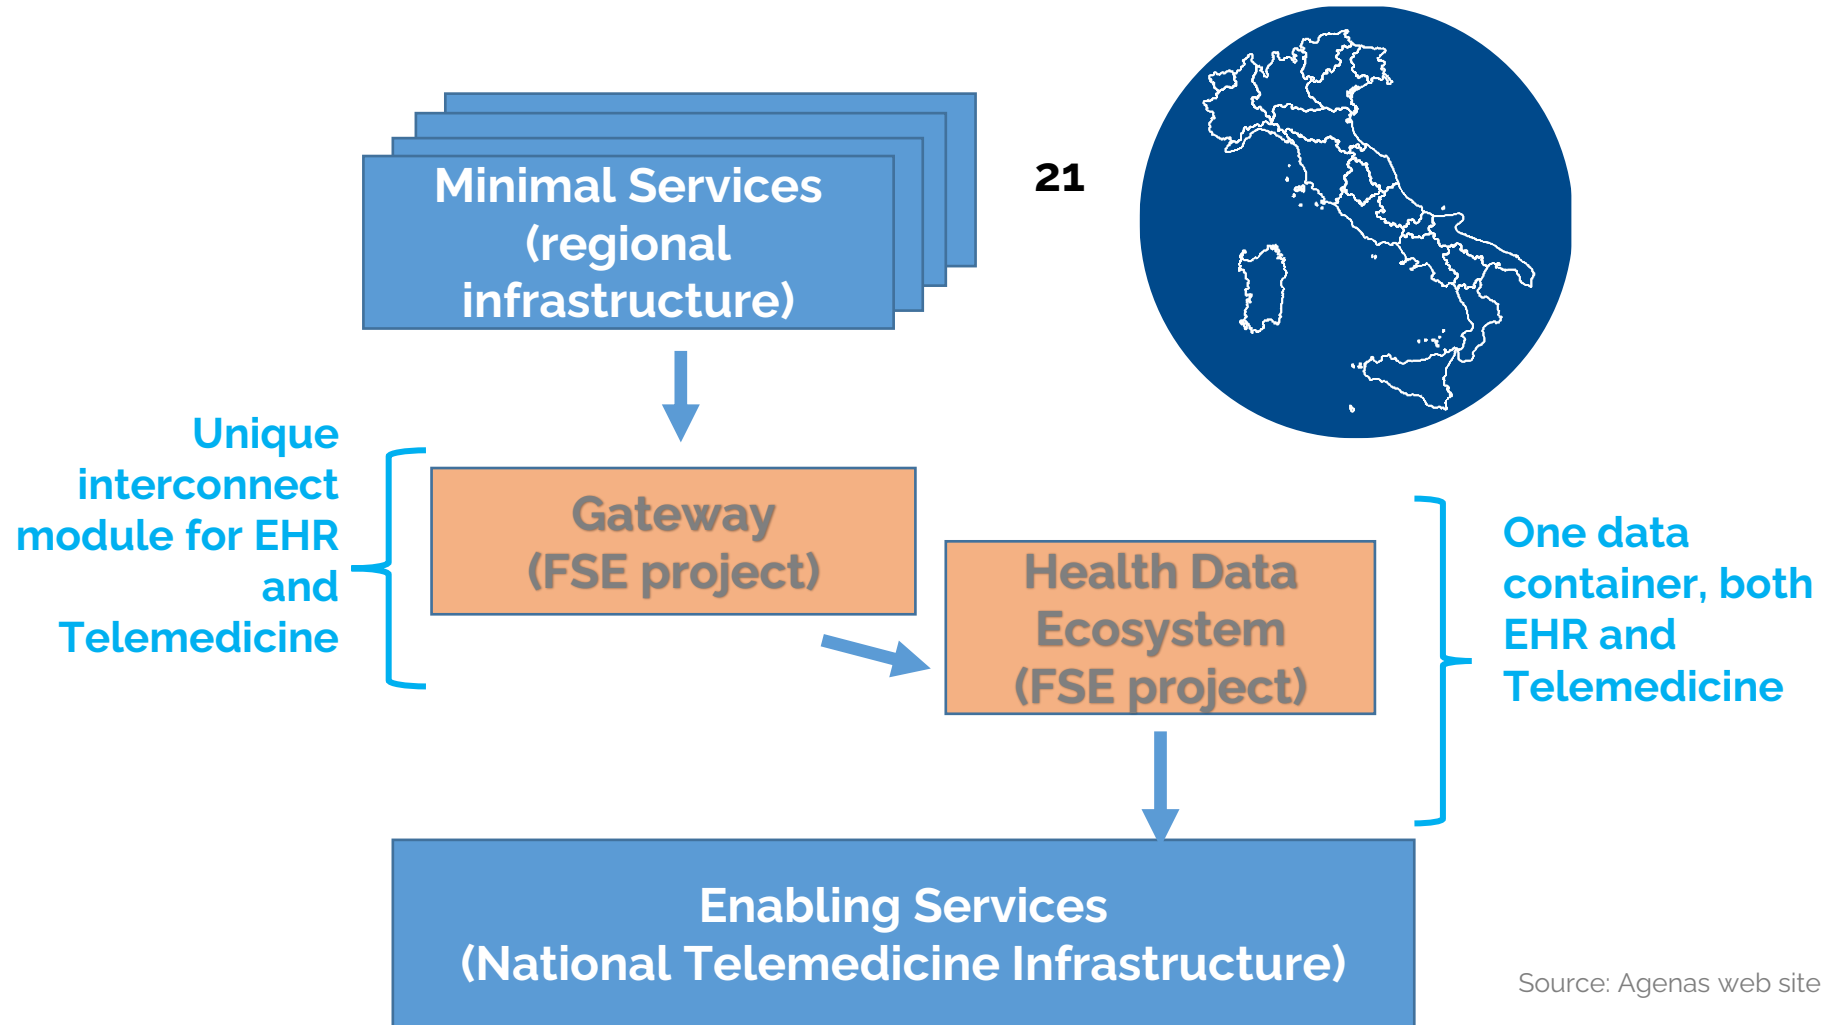 Minimal Services
(regional
infrastructure)
21
Unique
interconnect
module for EHR
and
Telemedicine
Gateway
(FSE project)
Health Data
Ecosystem
(FSE project)
One data
container, both
EHR and
Telemedicine
Enabling Services
(National Telemedicine Infrastructure)
Source: Agenas web site